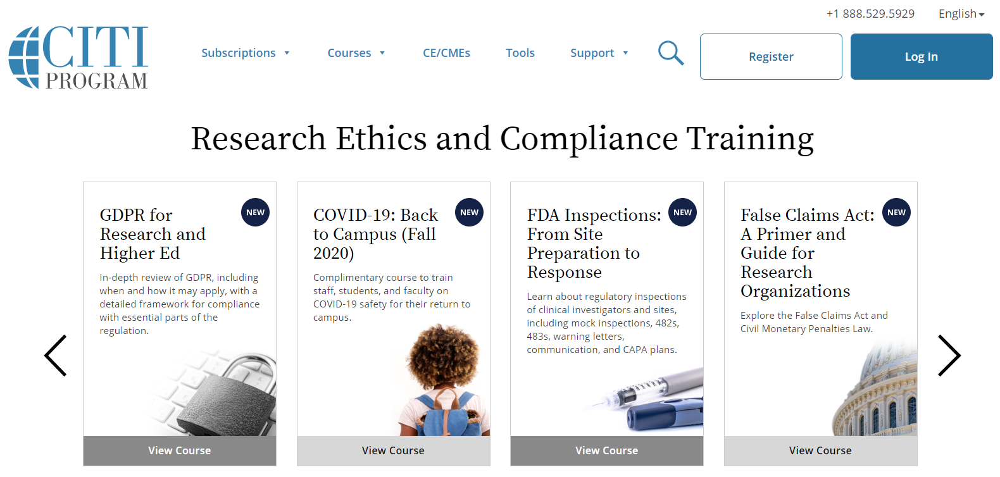 +1 888.529.5929 English
CITI
PROGRAM
Subscriptions Courses CE/CMEs Tools Support
Register
Log In
Research Ethics and Compliance Training
GDPR for
Research and
Higher Ed
NEW
In-depth review of GDPR, including
when and how it may apply, with a
detailed framework for compliance
with essential parts of the
regulation.
View Course
COVID-19: Back
to Campus (Fall
2020)
NEW
Complimentary course to train
staff, students, and faculty on
COVID-19 safety for their return to
campus.
View Course
FDA Inspections:
From Site
Preparation to
Response
NEW
Learn about regulatory inspections
of clinical investigators and sites,
including mock inspections, 482s,
483s, warning letters,
communication, and CAPA plans.
View Course
False Claims Act:
A Primer and
Guide for
Research
Organizations
NEW
Explore the False Claims Act and
Civil Monetary Penalties Law.
View Course